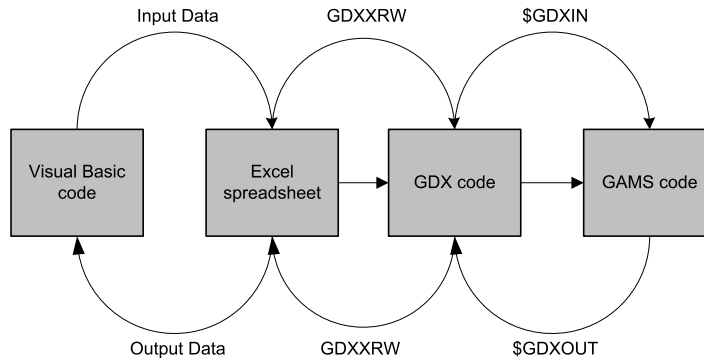 Input Data
GDXXRW
$GDXIN
Visual Basic
code
Excel
spreadsheet
GDX code
GAMS code
Output Data
GDXXRW
$GDXOUT